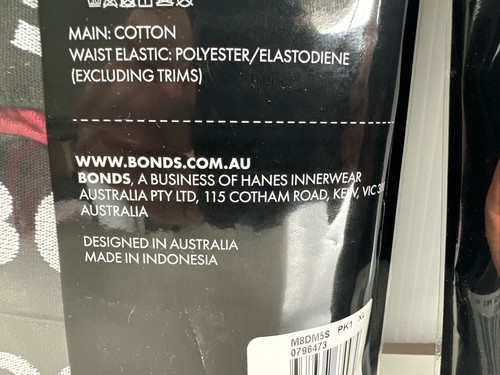 MAIN: COTTON
WAIST ELASTIC: POLYESTER/ELASTODIENE
(EXCLUDING TRIMS)
WWW.BONDS.COM.AU
BONDS, A BUSINESS OF HANES INNERWEAR
AUSTRALIA PTY LTD, 115 COTHAM ROAD, KEW, VIC
AUSTRALIA
DESIGNED IN AUSTRALIA
MADE IN INDONESIA
M8DM5S PK1 XL
0796473